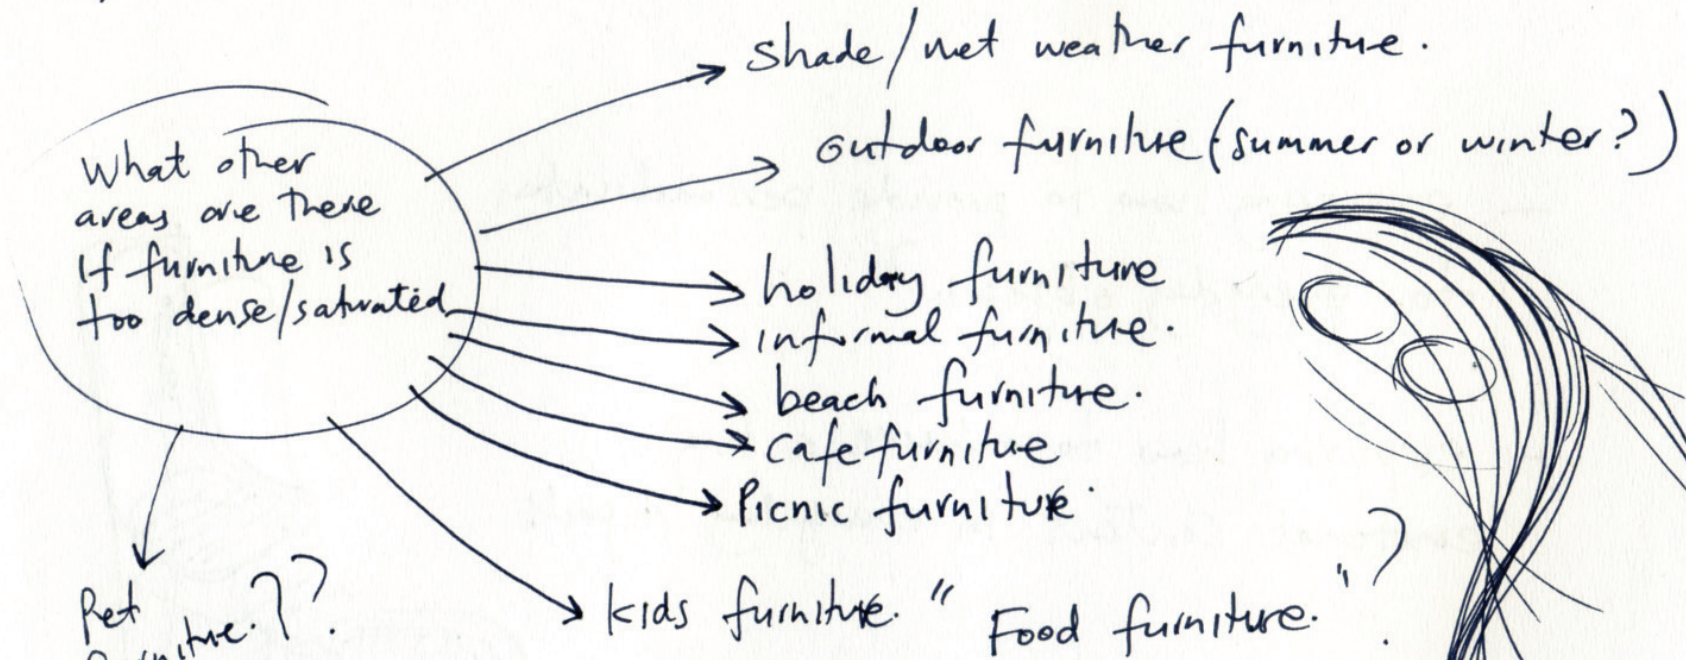 Shade/wet weather furniture.
outdoor furniture (summer or winter?)
What other
areas are there
If furniture is
too dense/saturated
holiday furniture
informal furniture.
beach furniture.
Cafe furniture
Picnic furniture.
Pet
furniture.??.
kids furniture. "Food furniture."?.